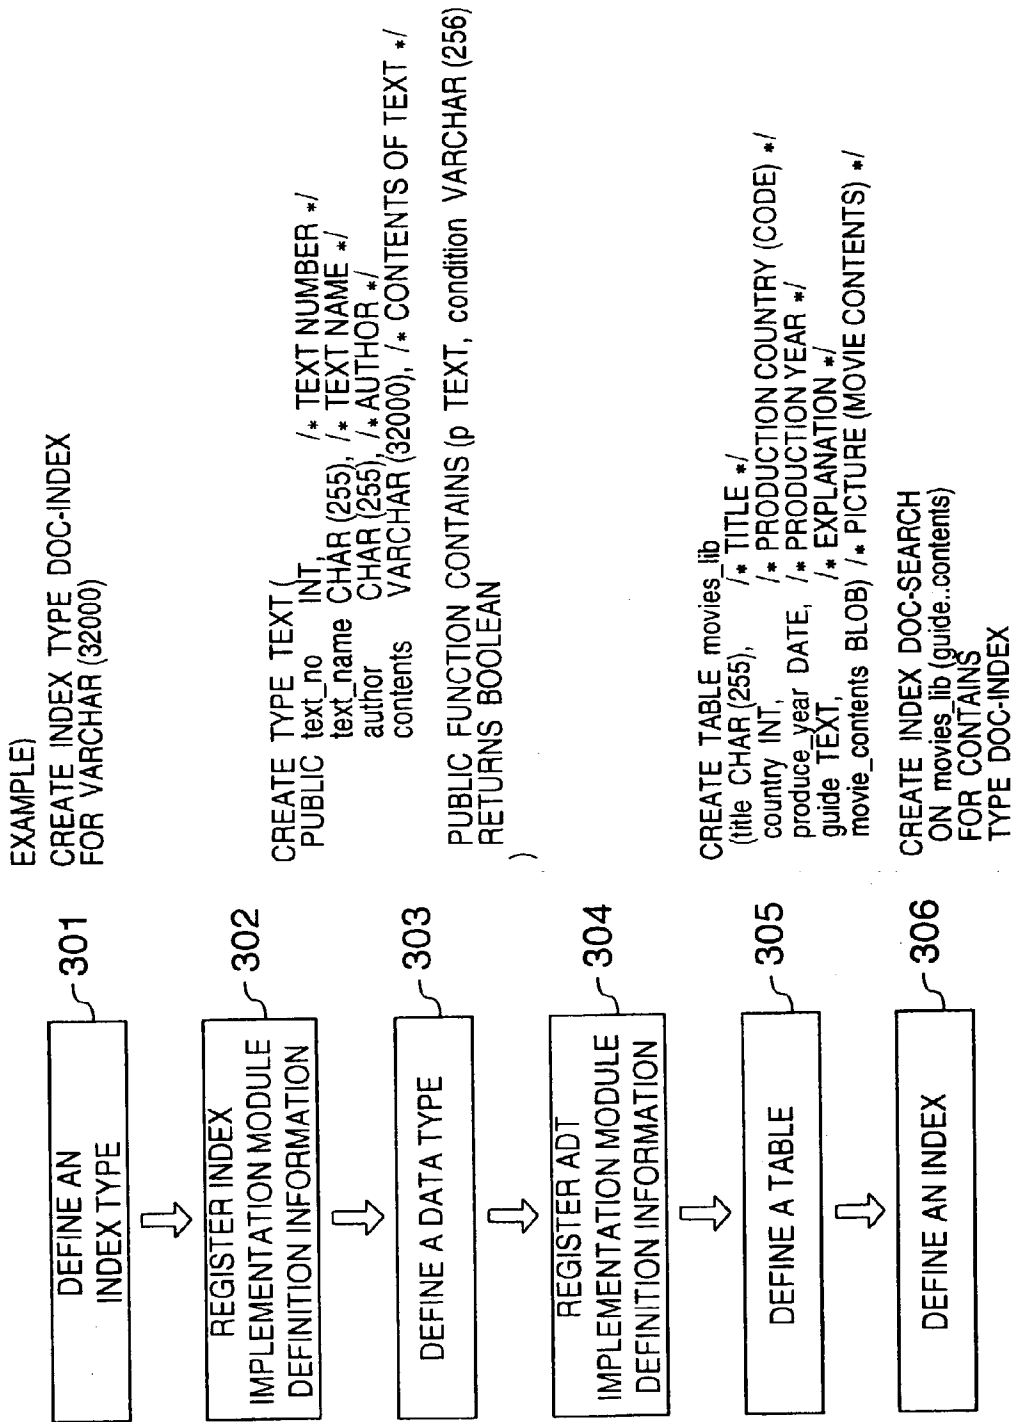 EXAMPLE)
DEFINE AN
INDEX TYPE
301
CREATE INDEX TYPE DOC-INDEX
FOR VARCHAR (32000)
REGISTER INDEX
IMPLEMENTATION MODULE
DEFINITION INFORMATION
302
CREATE TYPE TEXT (
PUBLIC text_no INT, /* TEXT NUMBER */
text_name CHAR (255), /* TEXT NAME */
author CHAR (255), /* AUTHOR */
contents VARCHAR (32000), /* CONTENTS OF TEXT */
DEFINE A DATA TYPE
303
PUBLIC FUNCTION CONTAINS (p TEXT, condition VARCHAR (256)
RETURNS BOOLEAN
)
REGISTER ADT
IMPLEMENTATION MODULE
DEFINITION INFORMATION
304
DEFINE A TABLE
305
CREATE TABLE movies_lib
(title CHAR (255), /* TITLE */
country INT, /* PRODUCTION COUNTRY (CODE) */
produce_year DATE, /* PRODUCTION YEAR */
guide TEXT, /* EXPLANATION */
movie_contents BLOB) /* PICTURE (MOVIE CONTENTS) */
DEFINE AN INDEX
306
CREATE INDEX DOC-SEARCH
ON movies_lib (guide..contents)
FOR CONTAINS
TYPE DOC-INDEX